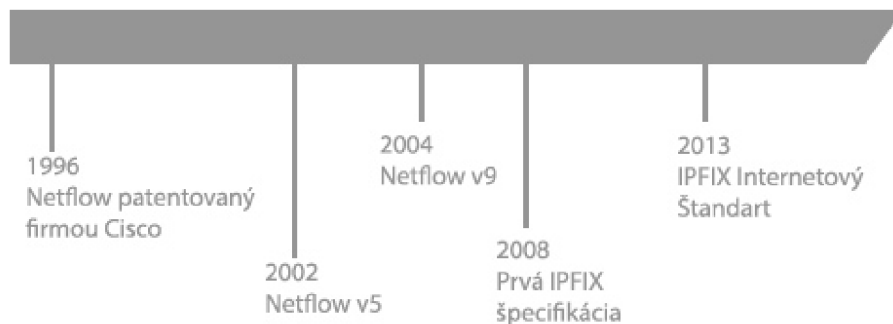 1996
Netflow patentovaný
firmou Cisco
2002
Netflow v5
2004
Netflow v9
2008
Prvá IPFIX
špecifikácia
2013
IPFIX Internetový
Štandart